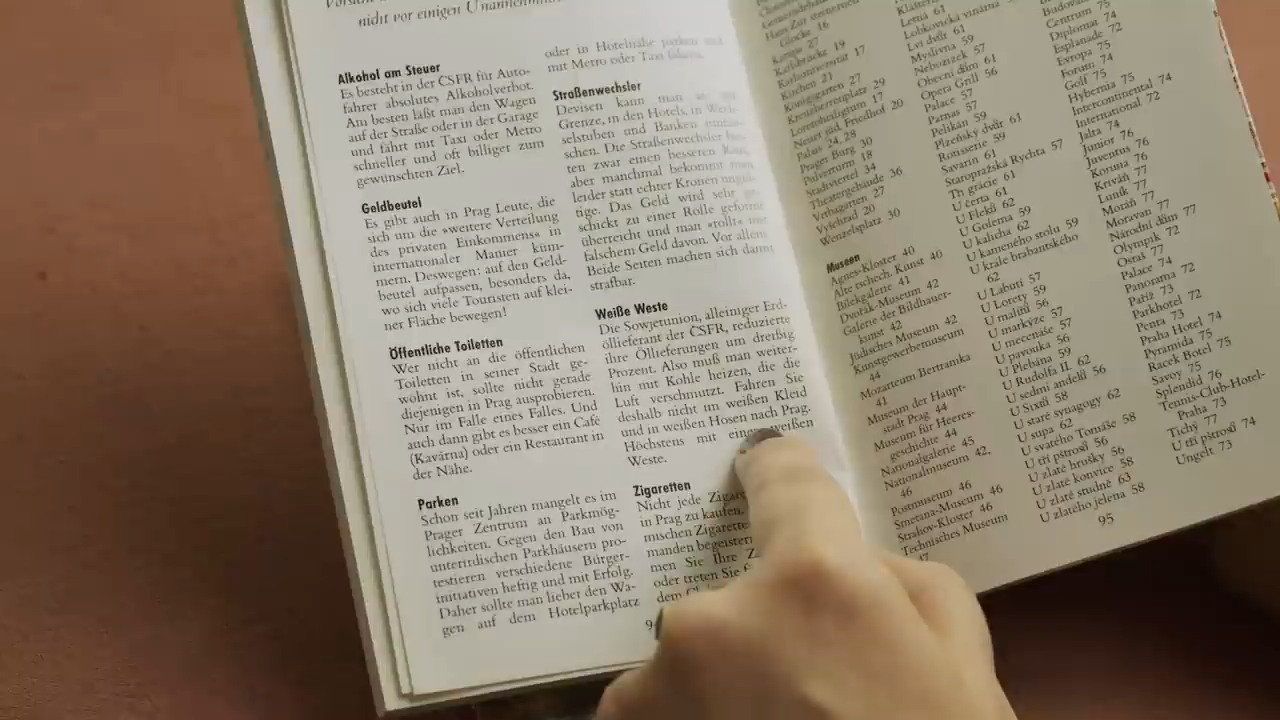 nicht vor einigen
Alkohol am Steuer
Es besteht in der CSFR für Auto-
fahrer absolutes Alkoholverbot.
Am besten läßt man den Wagen
auf der Straße oder in der Garage
und fährt mit Taxi oder Metro
schneller und oft billiger zum
gewünschten Ziel.
Geldbeutel
Es gibt auch in Prag Leute, die
sich um die »weitere Verteilung
des privaten Einkommens« in
internationaler Manier küm-
mern. Deswegen: auf den Geld-
beutel aufpassen, besonders da,
wo sich viele Touristen auf klei-
ner Fläche bewegen!
Öffentliche Toiletten
Wer nicht an die öffentlichen
Toiletten in seiner Stadt ge-
wöhnt ist, sollte nicht gerade
diejenigen in Prag ausprobieren.
Nur im Falle eines Falles. Und
auch dann gibt es besser ein Café
(Kavárna) oder ein Restaurant in
der Nähe.
Parken
Schon seit Jahren mangelt es im
Prager Zentrum an Parkmög-
lichkeiten. Gegen den Bau von
unterirdischen Parkhäusern pro-
testieren verschiedene Bürger-
initiativen heftig und mit Erfolg.
Daher sollte man lieber den Wa-
gen auf dem Hotelparkplatz
oder in Hotelnähe parken und
mit Metro oder Taxi fahren.
Straßenwechsler
Devisen kann man an der
Grenze, in den Hotels, in Wech-
selstuben und Banken eintau-
schen. Die Straßenwechsler bie-
ten zwar einen besseren Kurs,
aber manchmal bekommt man
leider statt echter Kronen ungül-
tige. Das Geld wird sehr ge-
schickt zu einer Rolle geformt
überreicht und man »rollt« mit
falschem Geld davon. Vor allem:
Beide Seiten machen sich damit
strafbar.
Weiße Weste
Die Sowjetunion, alleiniger Erd-
öllieferant der ČSFR, reduzierte
ihre Öllieferungen um dreißig
Prozent. Also muß man weiter-
hin mit Kohle heizen, die die
Luft verschmutzt. Fahren Sie
deshalb nicht im weißen Kleid
und in weißen Hosen nach Prag.
Höchstens mit einer weißen
Weste.
Zigaretten
Nicht jede
in Prag zu kaufen.
mischen
manden
men Sie Ihre
oder treten Sie
dem
Glocke 16
Kampa 27
Karlsbrücke 19
Karlsuniversität 17
Kirchen 21
Königsgarten 27
Kreuzherrenplatz 29
Loretoheiligtum 17
Neuer jüd. Friedhof 20
Palais 24, 28
Prager Burg 30
Pulverturm 18
Stadtviertel 34
Theatergebäude 36
Vrtbagarten 27
Vyšehrad 20
Wenzelsplatz 30
Museen
Agnes-Kloster 40
Alte tschech. Kunst 40
Bilekgalerie 41
Dvořák-Museum 42
Galerie der Bildhauer-
kunst 42
Jüdisches Museum 42
Kunstgewerbemuseum
44
Mozarteum Bertramka
41
Museum der Haupt-
stadt Prag 44
Museum für Heeres-
geschichte 44
Nationalgalerie 45
Nationalmuseum 42,
46
Postmuseum 46
Smetana-Museum 46
Strahov-Kloster 46
Technisches Museum
47
Letná 61
Lobkovická vinárna
Lví dvůr 61
Myslivna 59
Nebozízek 57
Obecní dům 61
Opera Grill 56
Palace 57
Parnas 57
Pelikán 59
Plzeňský dvůr 61
Rotisserie 59
Savarin 61
Staropražská Rychta 57
Tři grácie 61
U čerta 61
U Flekü 62
U Golema 59
U kalicha 62
U kamenného stolu 59
U krále brabantského
62
U Labutí 57
U Lorety 59
U malířů 56
U markýze 57
U mecenáše 57
U pavouka 56
U Plebána 59
U Rudolfa II. 62
U sedmi andělů 56
U Sixtů 58
U staré synagogy 62
U supa 62
U svatého Tomáše 58
U tří pštrosů 56
U zlaté hrušky 56
U zlaté konvice 58
U zlaté studně 63
U zlatého jelena 58
Centrum 75
Diplomat 74
Esplanade 72
Evropa 75
Forum 74
Golf 75
Hybernia 75
Intercontinental 74
International 72
Jalta 74
Junior 76
Juventus 76
Koruna 76
Kriváň 77
Luník 77
Moráň 77
Moravan 77
Národní dům 77
Olympik 72
Ostaš 77
Palace 74
Panorama 72
Paříž 73
Parkhotel 72
Penta 73
Praha Hotel 74
Pyramida 75
Racek Botel 75
Savoy 75
Splendid 76
Tennis-Club-Hotel-
Praha 73
Tichý 77
U tří pštrosů 74
Ungelt 73
95